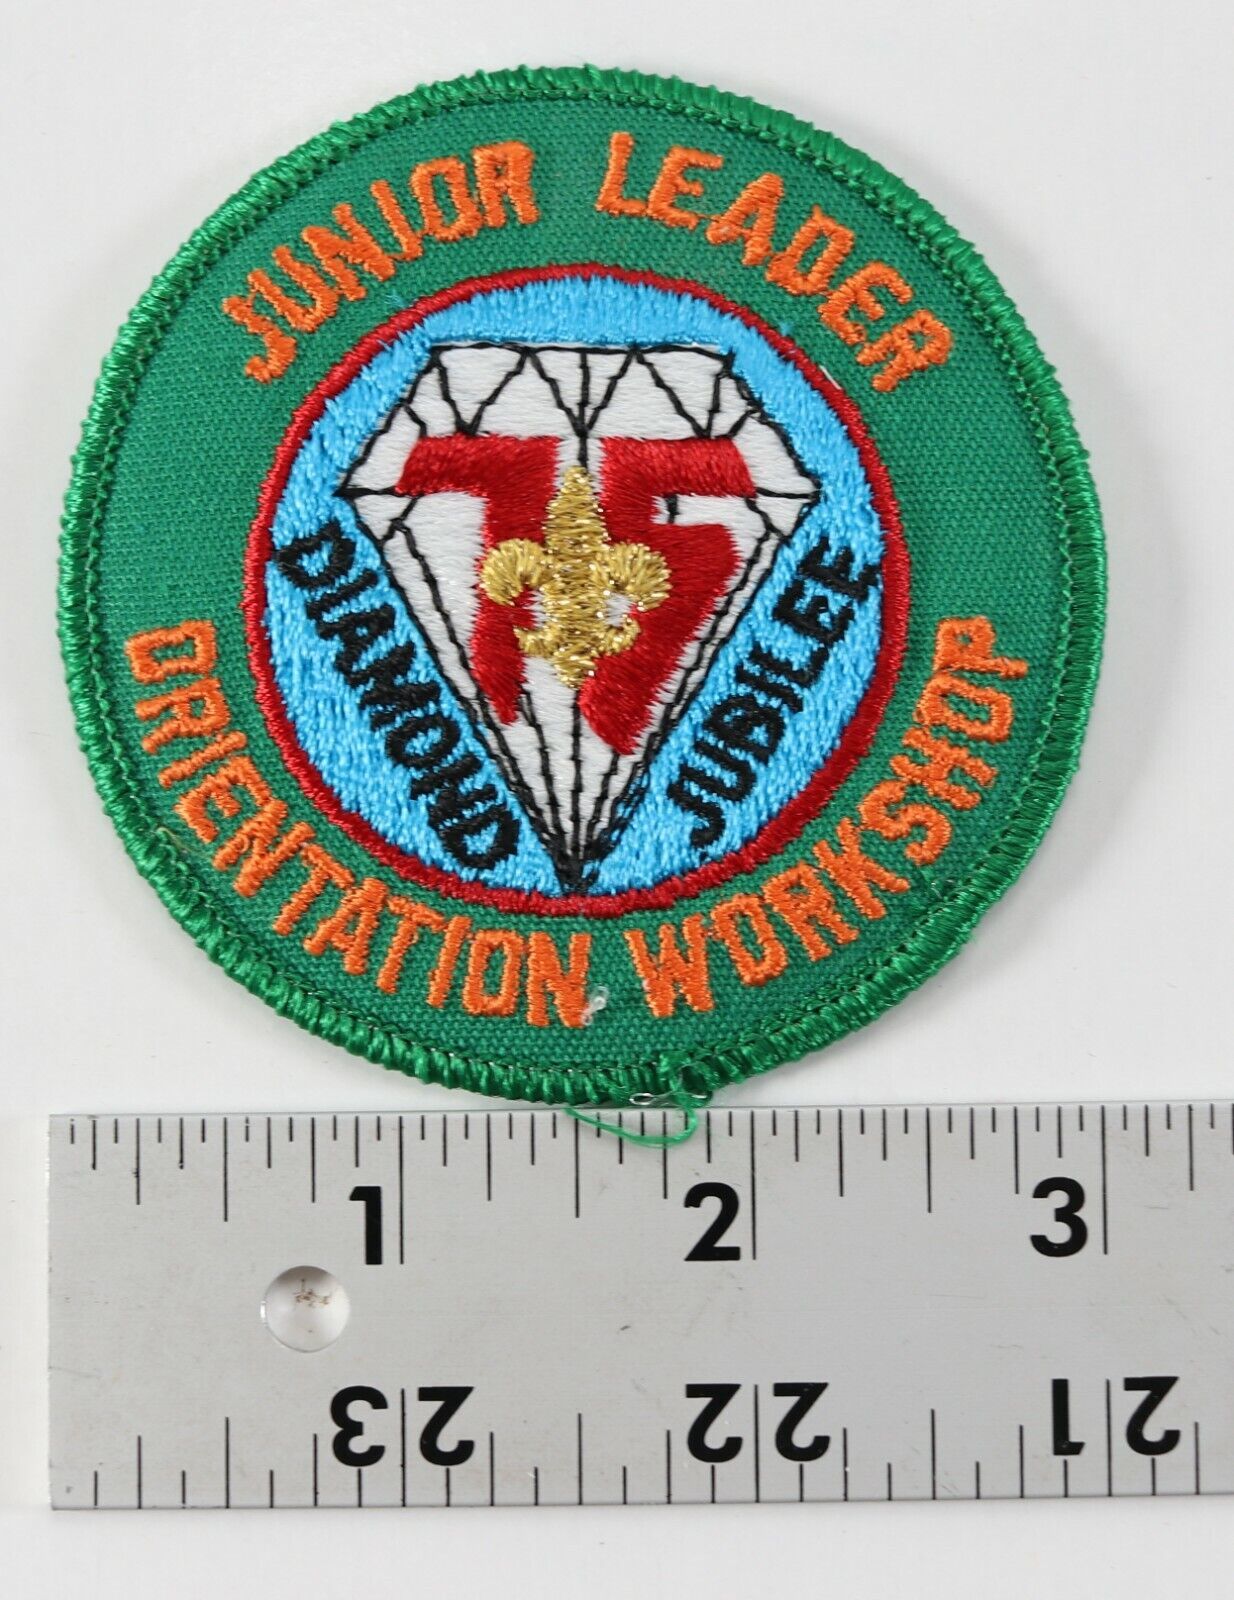 JUNIOR LEADER
75
DIAMOND
JUBILEE
ORIENTATION WORKSHOP
1 2 3
23 22 21